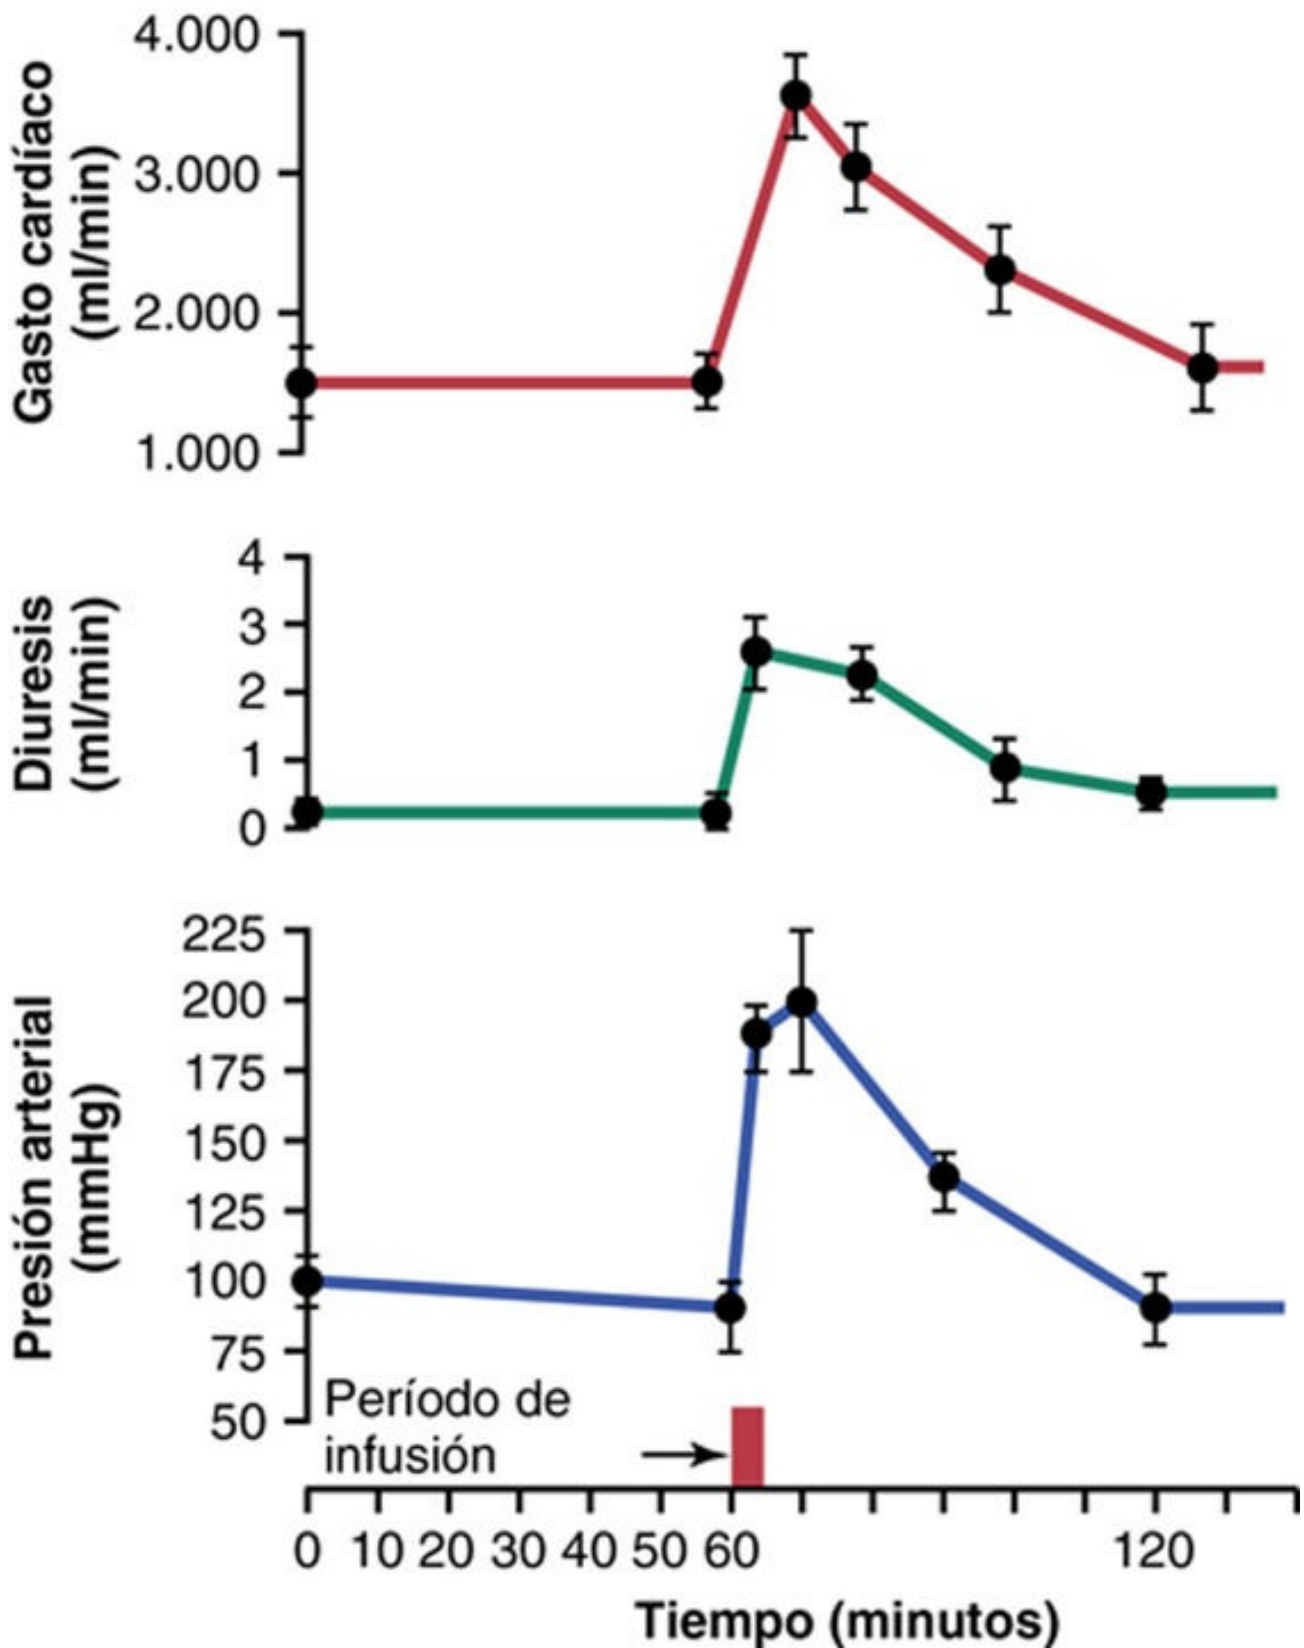 Gasto cardíaco
(ml/min)
4.000
3.000
2.000
1.000
Diuresis
(ml/min)
4
3
2
1
0
Presión arterial
(mmHg)
225
200
175
150
125
100
75
50
Período de
infusión
0 10 20 30 40 50 60 120
Tiempo (minutos)